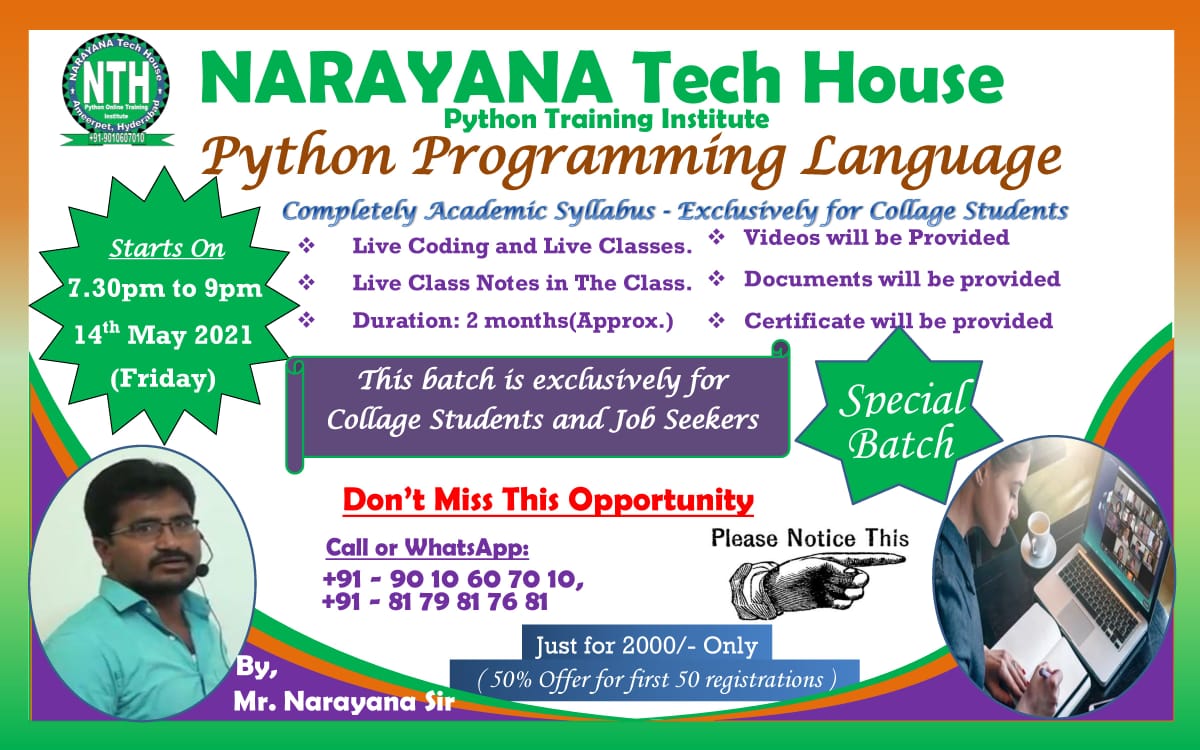 NARAYANA Tech House
NTH
Python Online Training
Institute
Ameerpet, Hyderabad
+91-9010607010
NARAYANA Tech House
Python Training Institute
Python Programming Language
Completely Academic Syllabus - Exclusively for Collage Students
Starts On
7.30pm to 9pm
14th May 2021
(Friday)
❖ Live Coding and Live Classes.
❖ Live Class Notes in The Class.
❖ Duration: 2 months(Approx.)
❖ Videos will be Provided
❖ Documents will be provided
❖ Certificate will be provided
This batch is exclusively for
Collage Students and Job Seekers
Special
Batch
Don’t Miss This Opportunity
Call or WhatsApp:
+91 - 90 10 60 70 10,
+91 - 81 79 81 76 81
Please Notice This
Just for 2000/- Only
( 50% Offer for first 50 registrations )
By,
Mr. Narayana Sir